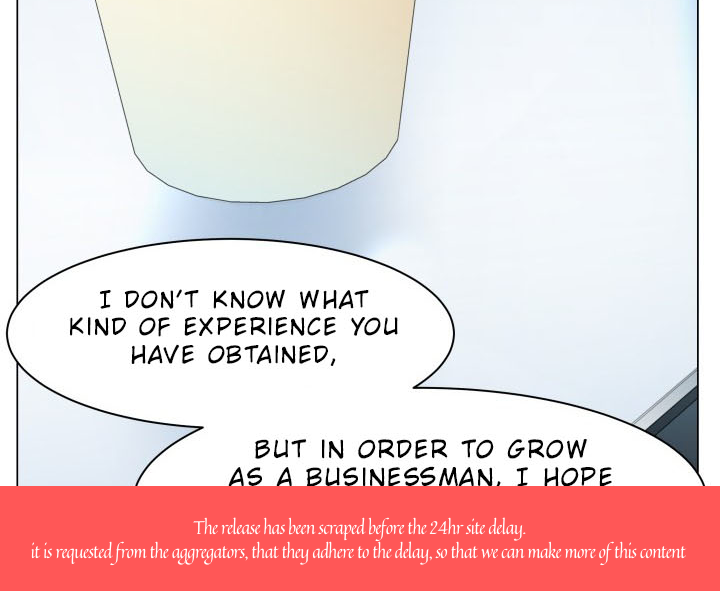 I DON'T KNOW WHAT
KIND OF EXPERIENCE YOU
HAVE OBTAINED,
BUT IN ORDER TO GROW
AS A BUSINESSMAN, I HOPE
The release has been scraped before the 24hr site delay.
it is requested from the aggregators, that they adhere to the delay, so that we can make more of this content